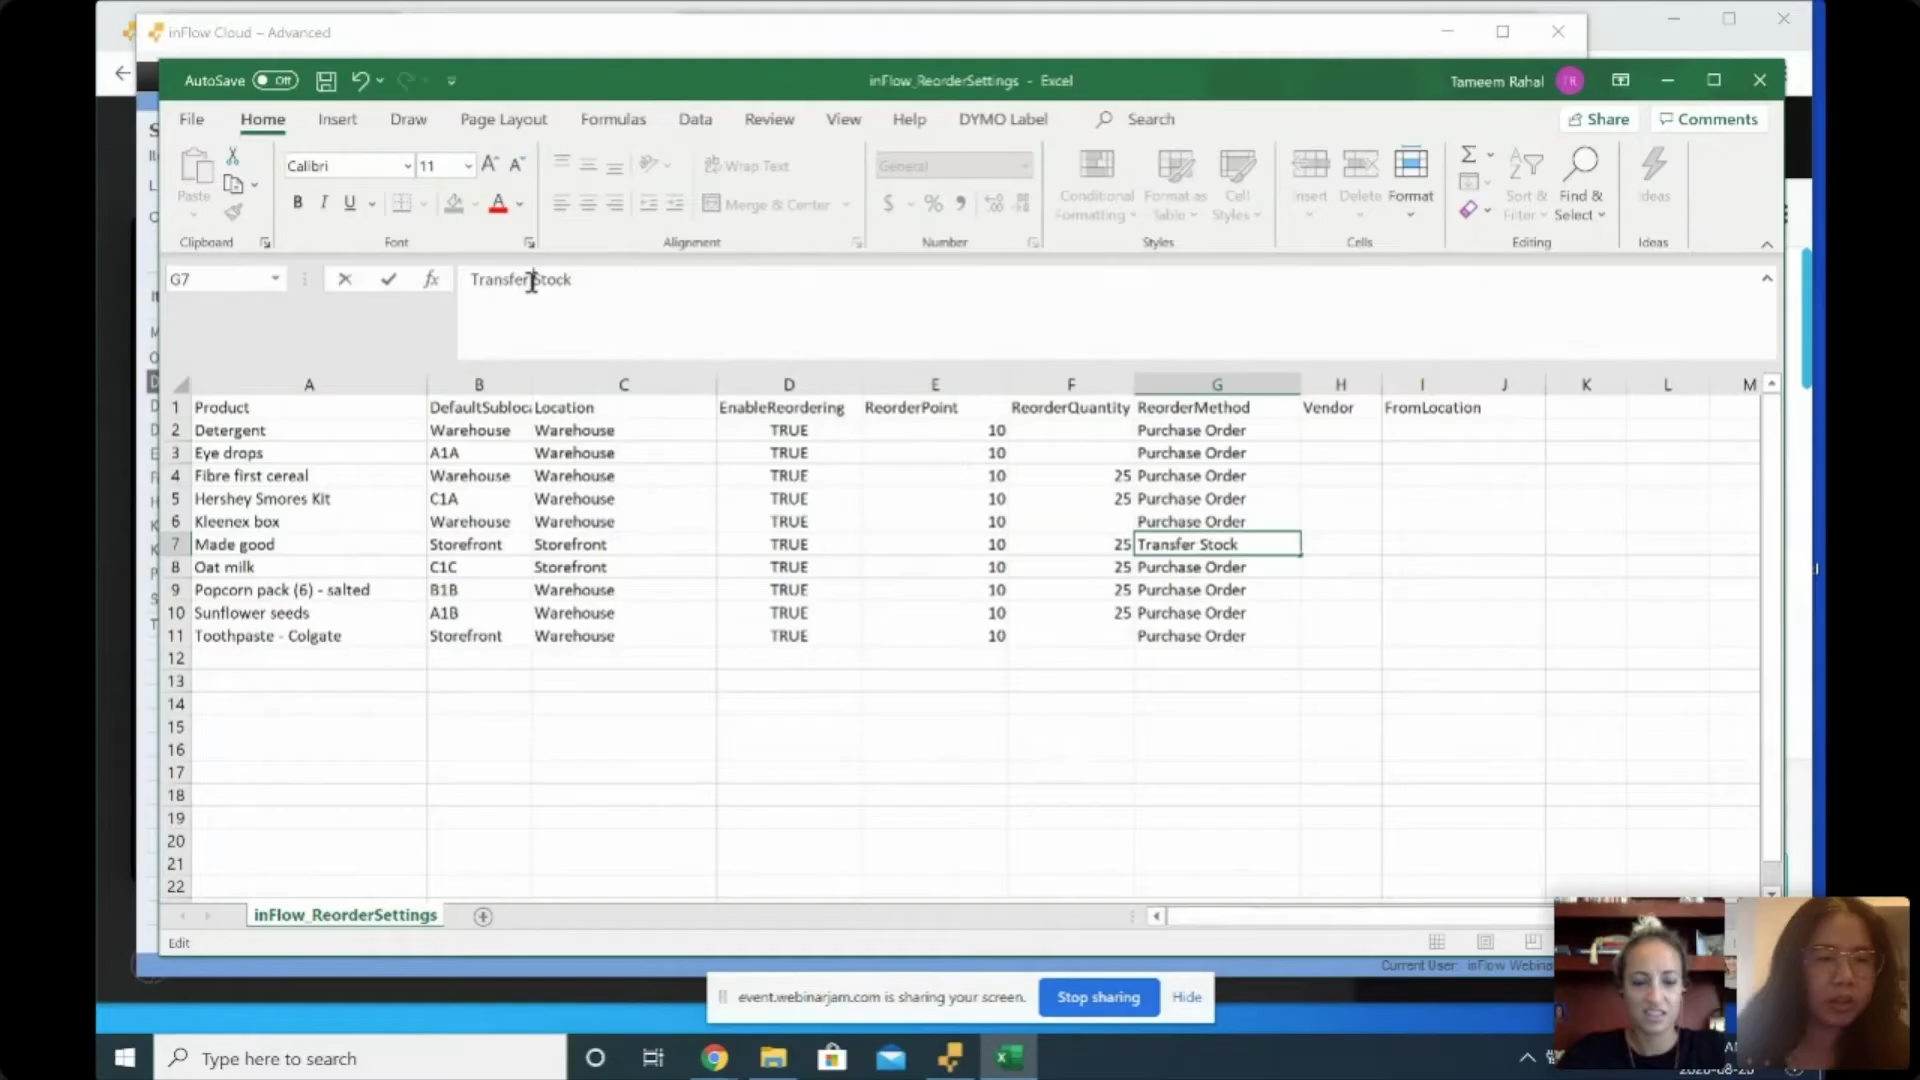 inFlow Cloud – Advanced
AutoSave Off inFlow_ReorderSettings - Excel Tameem Rahal TR
File Home Insert Draw Page Layout Formulas Data Review View Help DYMO Label Search Share Comments
Calibri 11 Wrap Text General
Paste Conditional Format as Cell Insert Delete Format Sort & Find & Ideas
B I U A Merge & Center $ % Formatting Table Styles Filter Select
Clipboard Font Alignment Number Styles Cells Editing Ideas
G7 fx Transfer Stock
A B C D E F G H I J K L M
1 Product DefaultSubloc Location EnableReordering ReorderPoint ReorderQuantity ReorderMethod Vendor FromLocation
2 Detergent Warehouse Warehouse TRUE 10 Purchase Order
3 Eye drops A1A Warehouse TRUE 10 Purchase Order
4 Fibre first cereal Warehouse Warehouse TRUE 10 25 Purchase Order
5 Hershey Smores Kit C1A Warehouse TRUE 10 25 Purchase Order
6 Kleenex box Warehouse Warehouse TRUE 10 Purchase Order
7 Made good Storefront Storefront TRUE 10 25 Transfer Stock
8 Oat milk C1C Storefront TRUE 10 25 Purchase Order
9 Popcorn pack (6) - salted B1B Warehouse TRUE 10 25 Purchase Order
10 Sunflower seeds A1B Warehouse TRUE 10 25 Purchase Order
11 Toothpaste - Colgate Storefront Warehouse TRUE 10 Purchase Order
12
13
14
15
16
17
18
19
20
21
22
inFlow_ReorderSettings
Edit
Current User: inFlow Webina
event.webinarjam.com is sharing your screen. Stop sharing Hide
Type here to search